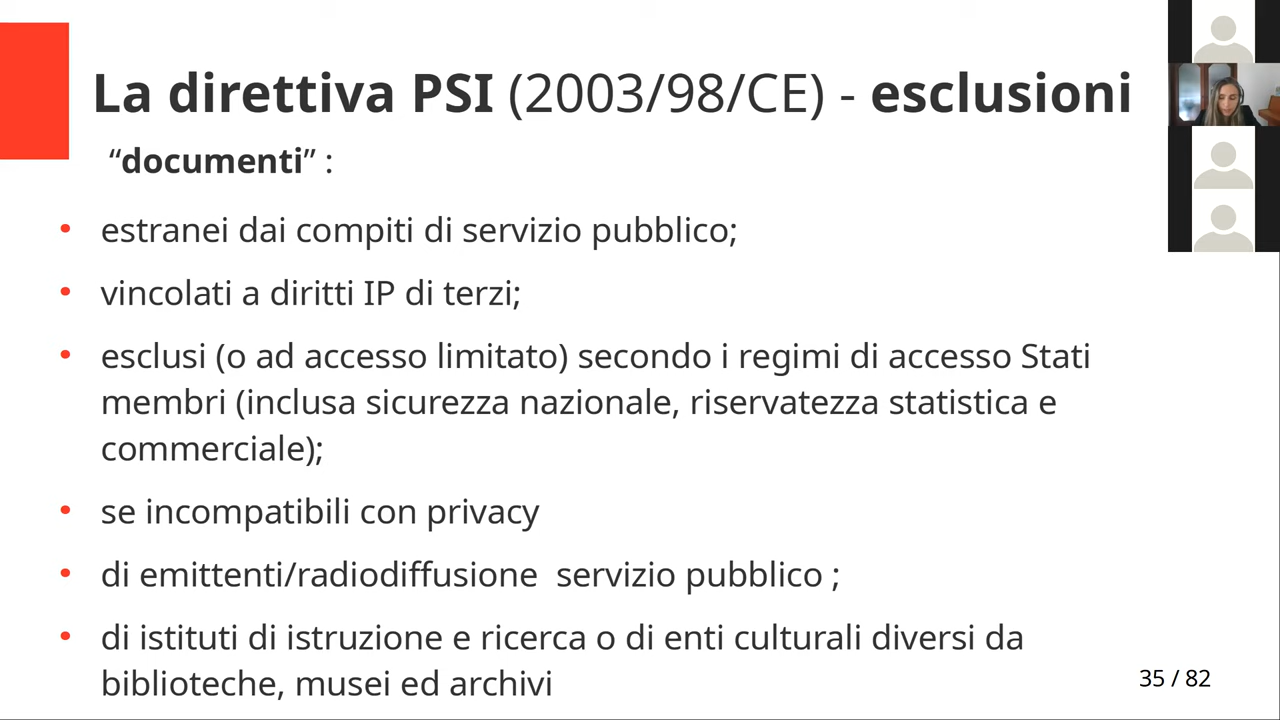 La direttiva PSI (2003/98/CE) - esclusioni
“documenti” :
• estranei dai compiti di servizio pubblico;
• vincolati a diritti IP di terzi;
• esclusi (o ad accesso limitato) secondo i regimi di accesso Stati
membri (inclusa sicurezza nazionale, riservatezza statistica e
commerciale);
• se incompatibili con privacy
• di emittenti/radiodiffusione  servizio pubblico ;
• di istituti di istruzione e ricerca o di enti culturali diversi da
biblioteche, musei ed archivi
35 / 82